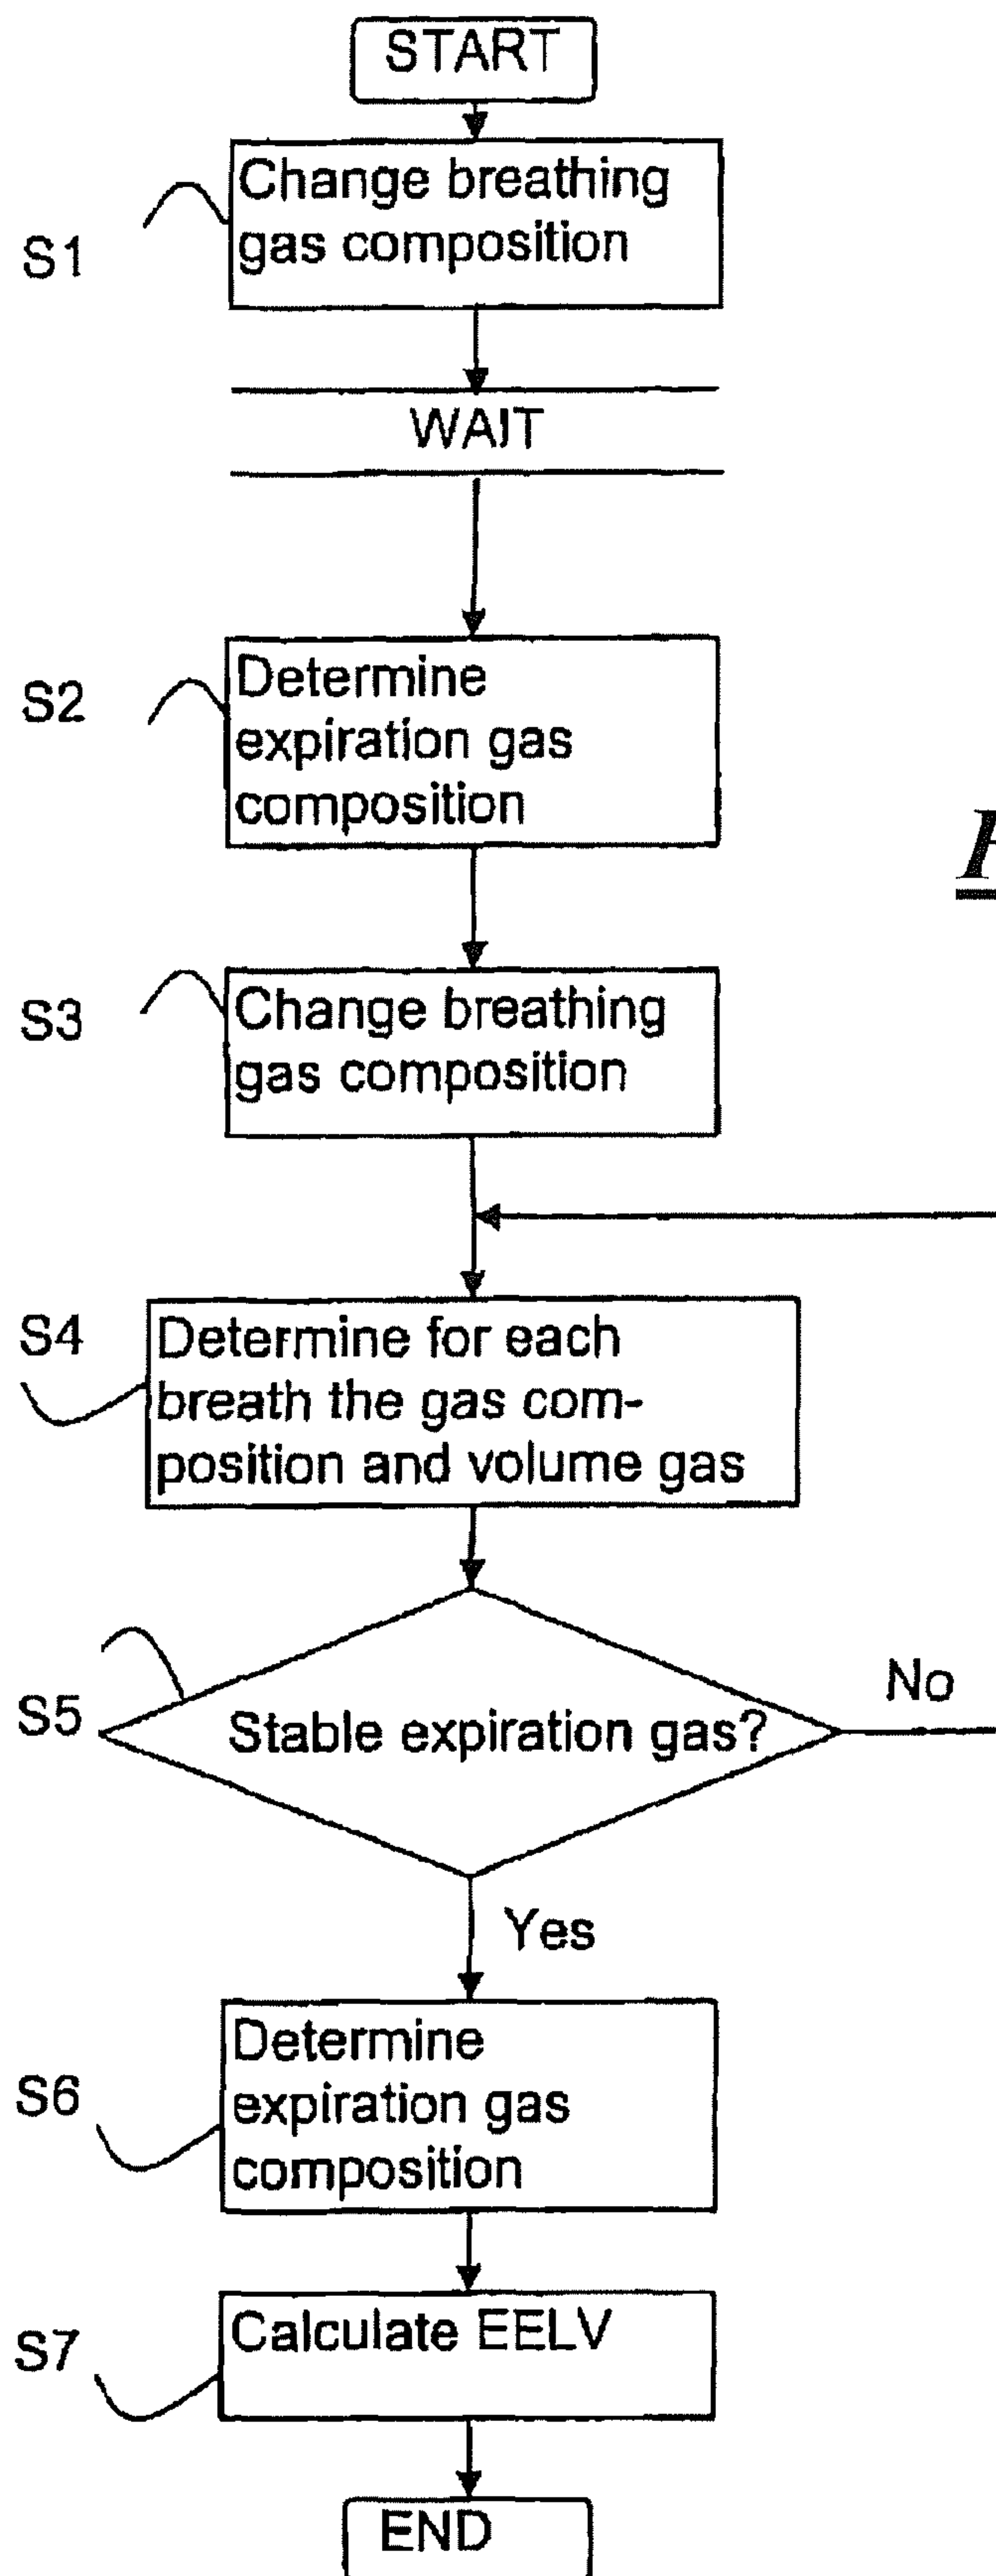 START
S1
Change breathing
gas composition
WAIT
S2
Determine
expiration gas
composition
S3
Change breathing
gas composition
S4
Determine for each
breath the gas com-
position and volume gas
S5
Stable expiration gas?
No
Yes
S6
Determine
expiration gas
composition
S7
Calculate EELV
END